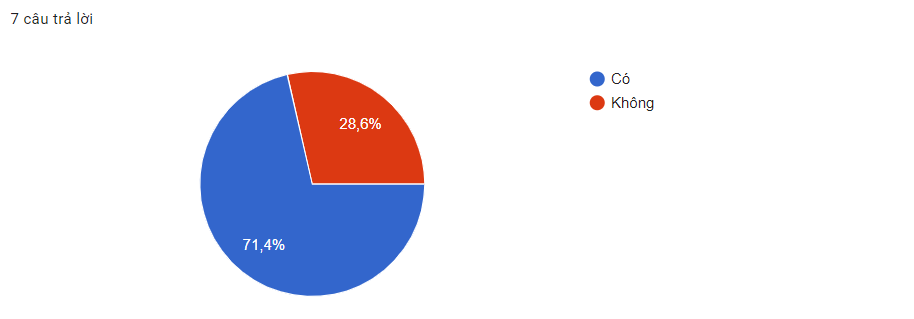 7 câu trả lời
Có
Không
28,6%
71,4%